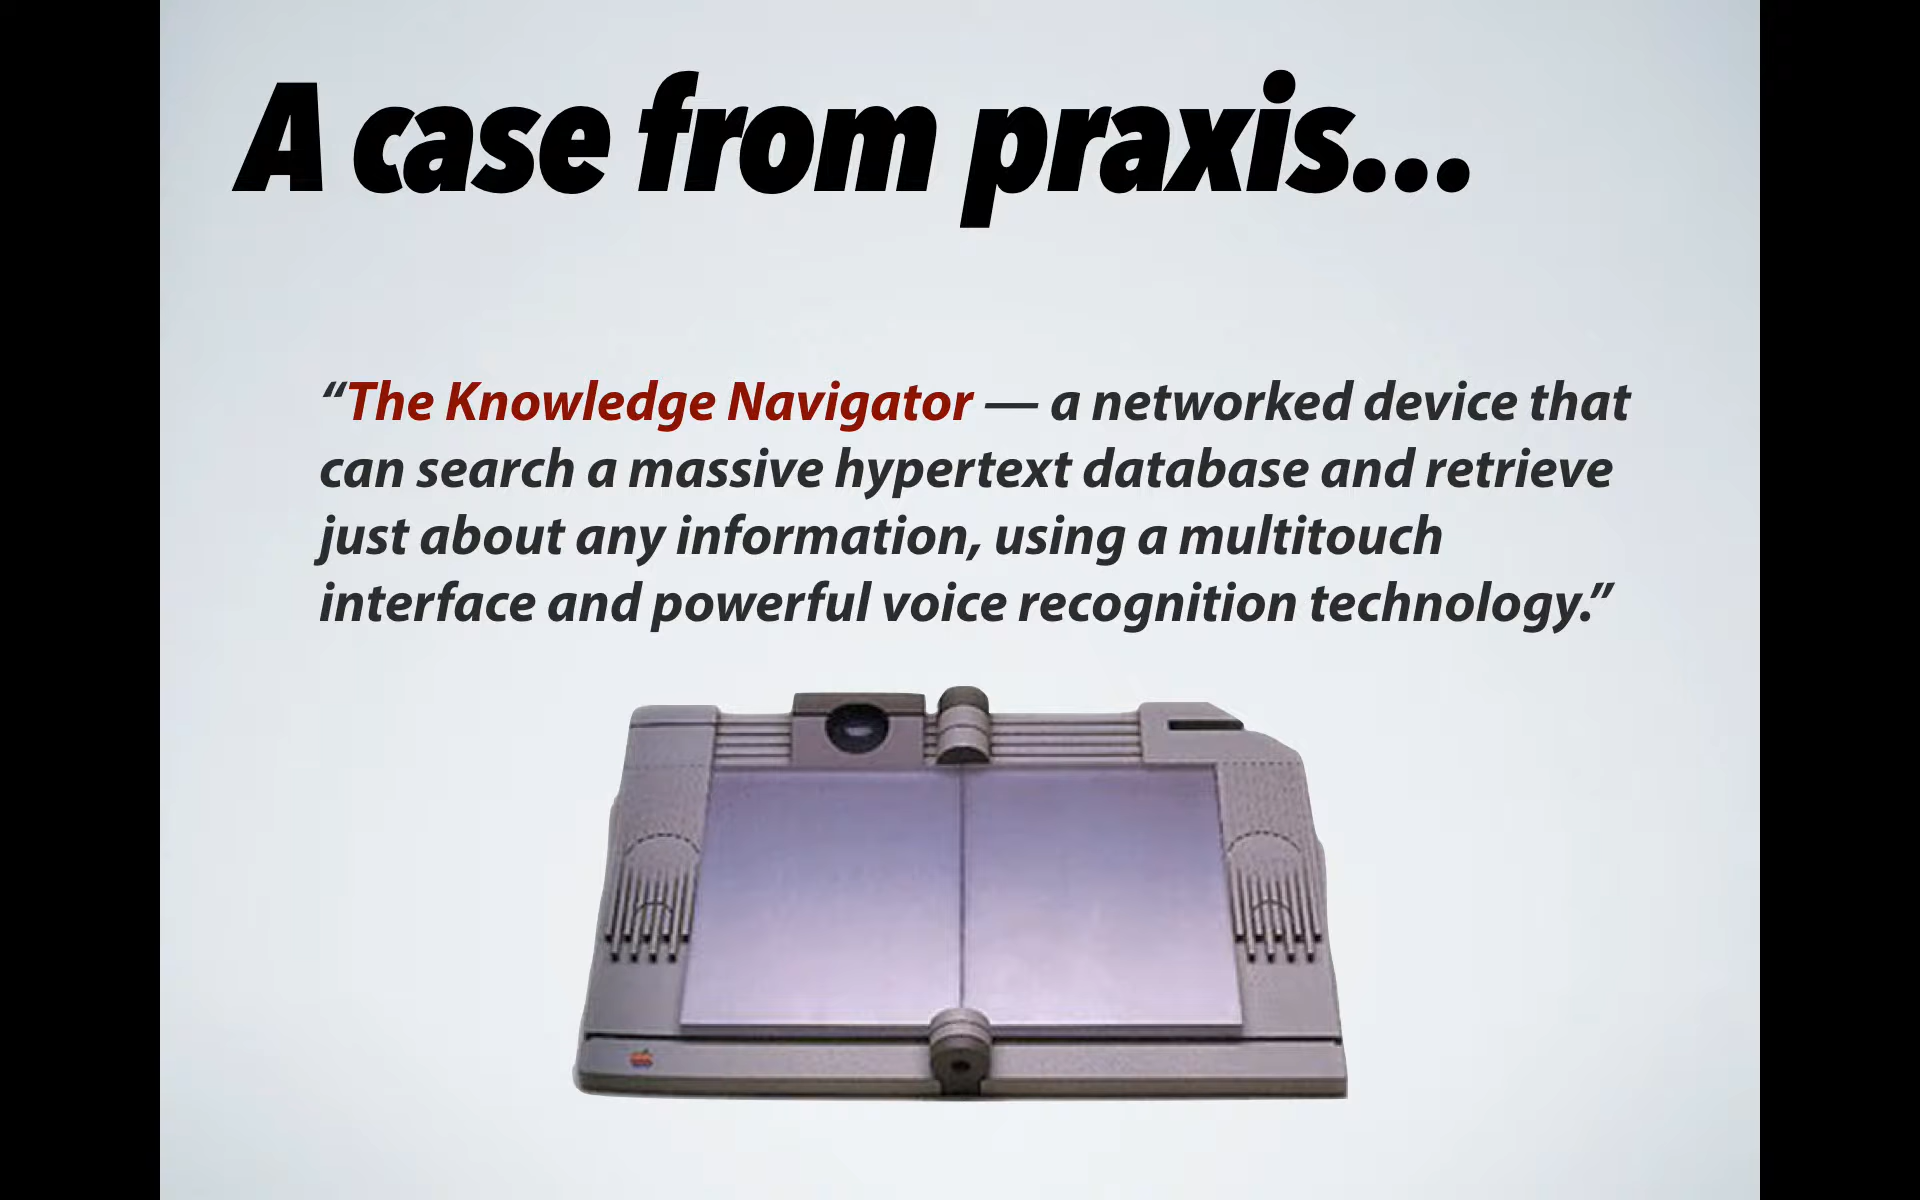 A case from praxis...
“The Knowledge Navigator — a networked device that
can search a massive hypertext database and retrieve
just about any information, using a multitouch
interface and powerful voice recognition technology.”